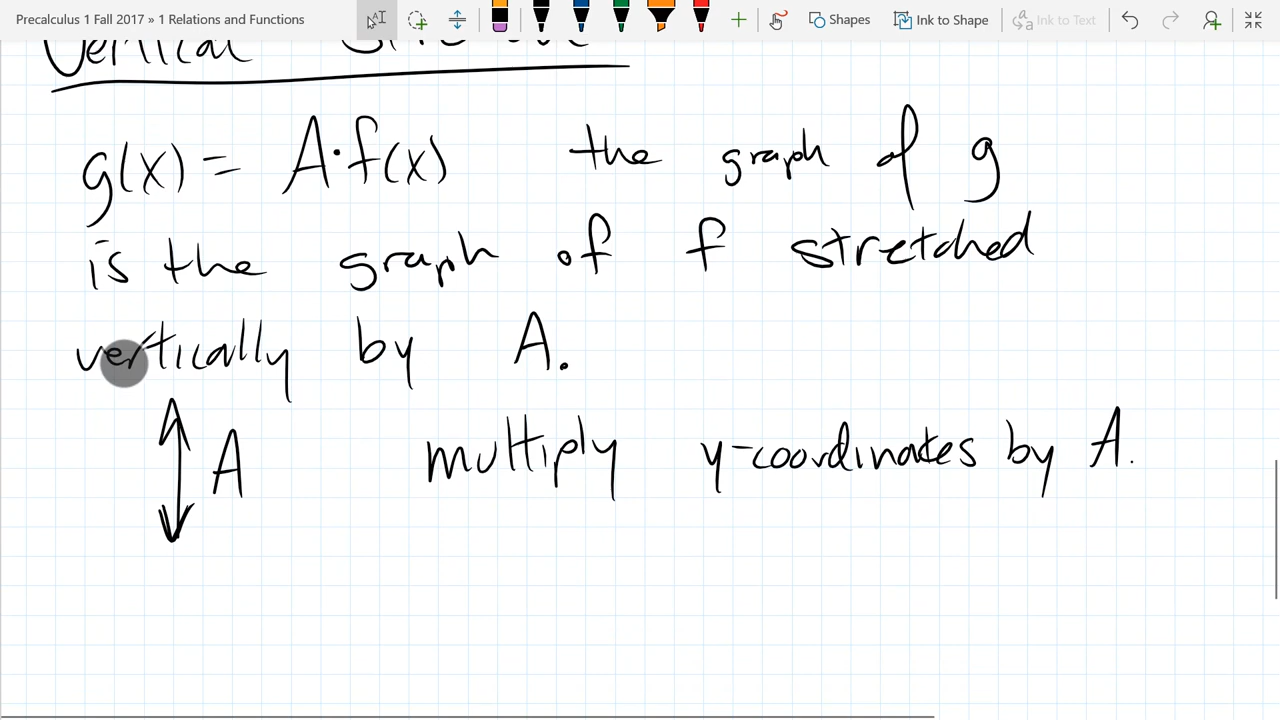 Precalculus 1 Fall 2017 » 1 Relations and Functions
Shapes Ink to Shape Ink to Text
Vertical
g(x) = A·f(x) the graph of g
is the graph of f stretched
vertically by A.
A multiply y-coordinates by A.